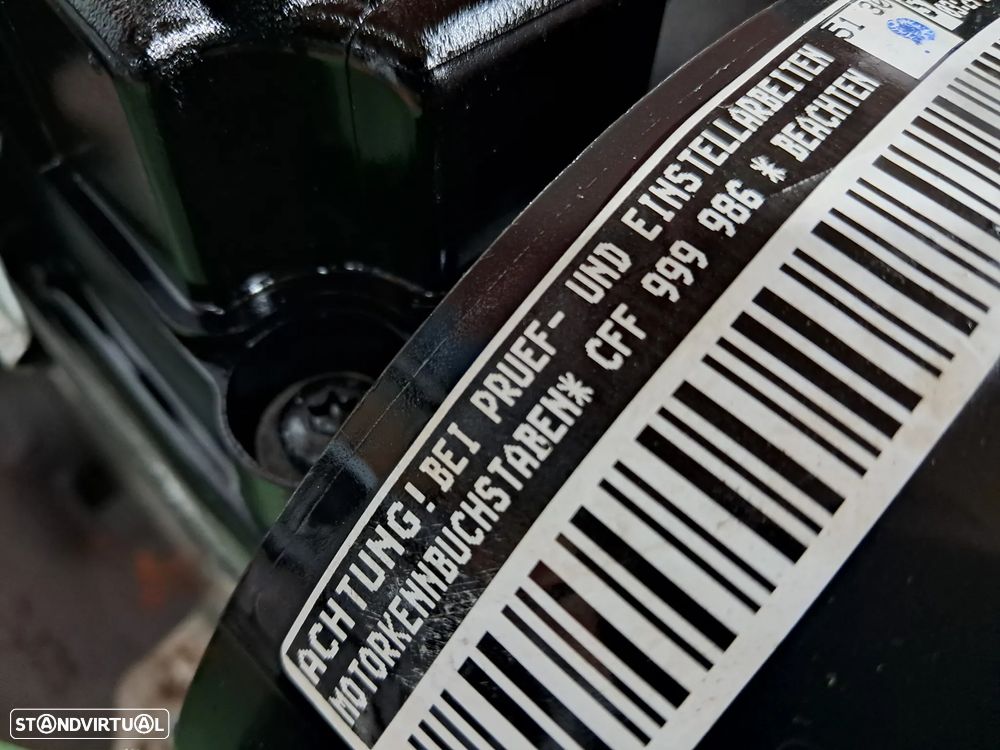 ACHTUNG! BEI PRUEF- UND EINSTELLARBEITEN
MOTORKENNBUCHSTABEN* CFF 999 986 * BEACHTEN
STANDVIRTUAL